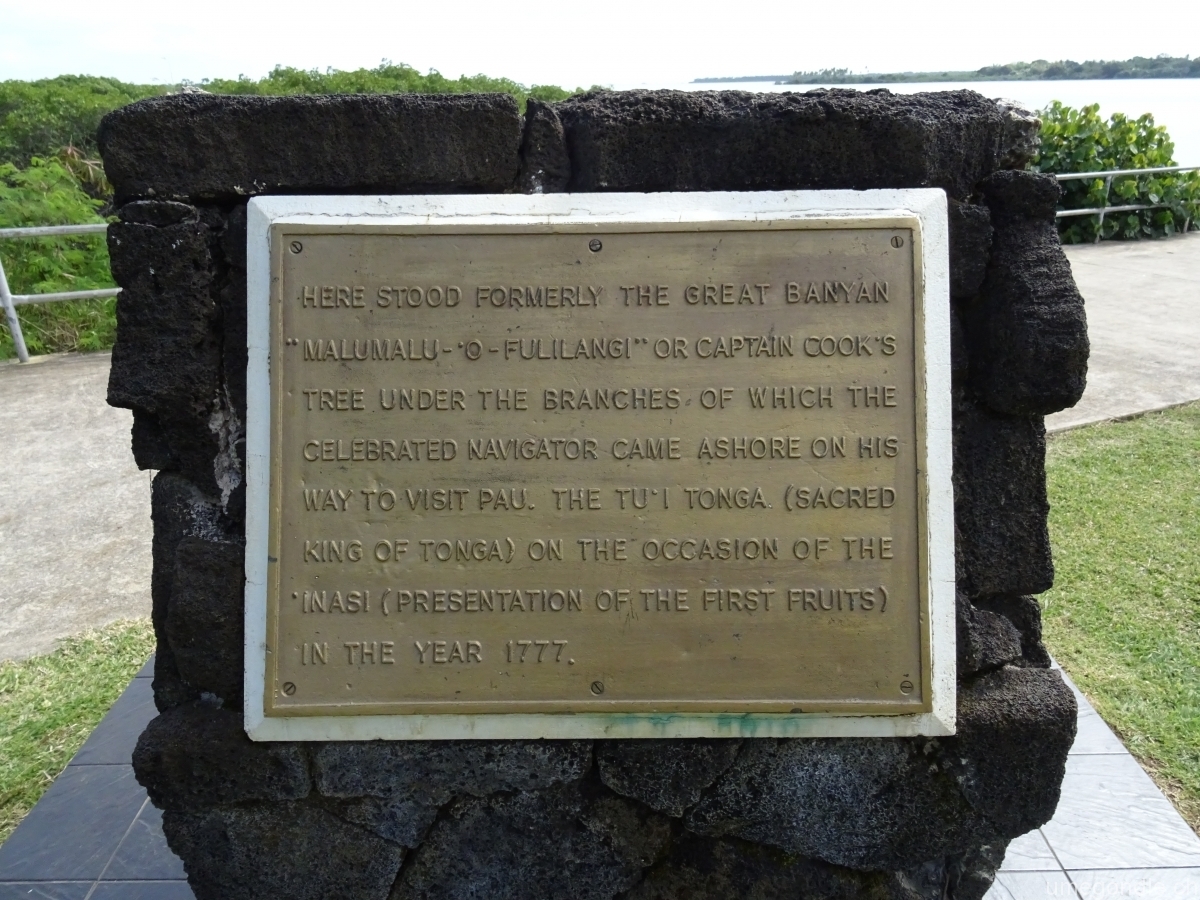 HERE STOOD FORMERLY THE GREAT BANYAN
"MALUMALU-'O-FULILANGI" OR CAPTAIN COOK'S
TREE UNDER THE BRANCHES OF WHICH THE
CELEBRATED NAVIGATOR CAME ASHORE ON HIS
WAY TO VISIT PAU. THE TU'I TONGA. (SACRED
KING OF TONGA) ON THE OCCASION OF THE
'INASI (PRESENTATION OF THE FIRST FRUITS)
IN THE YEAR 1777.